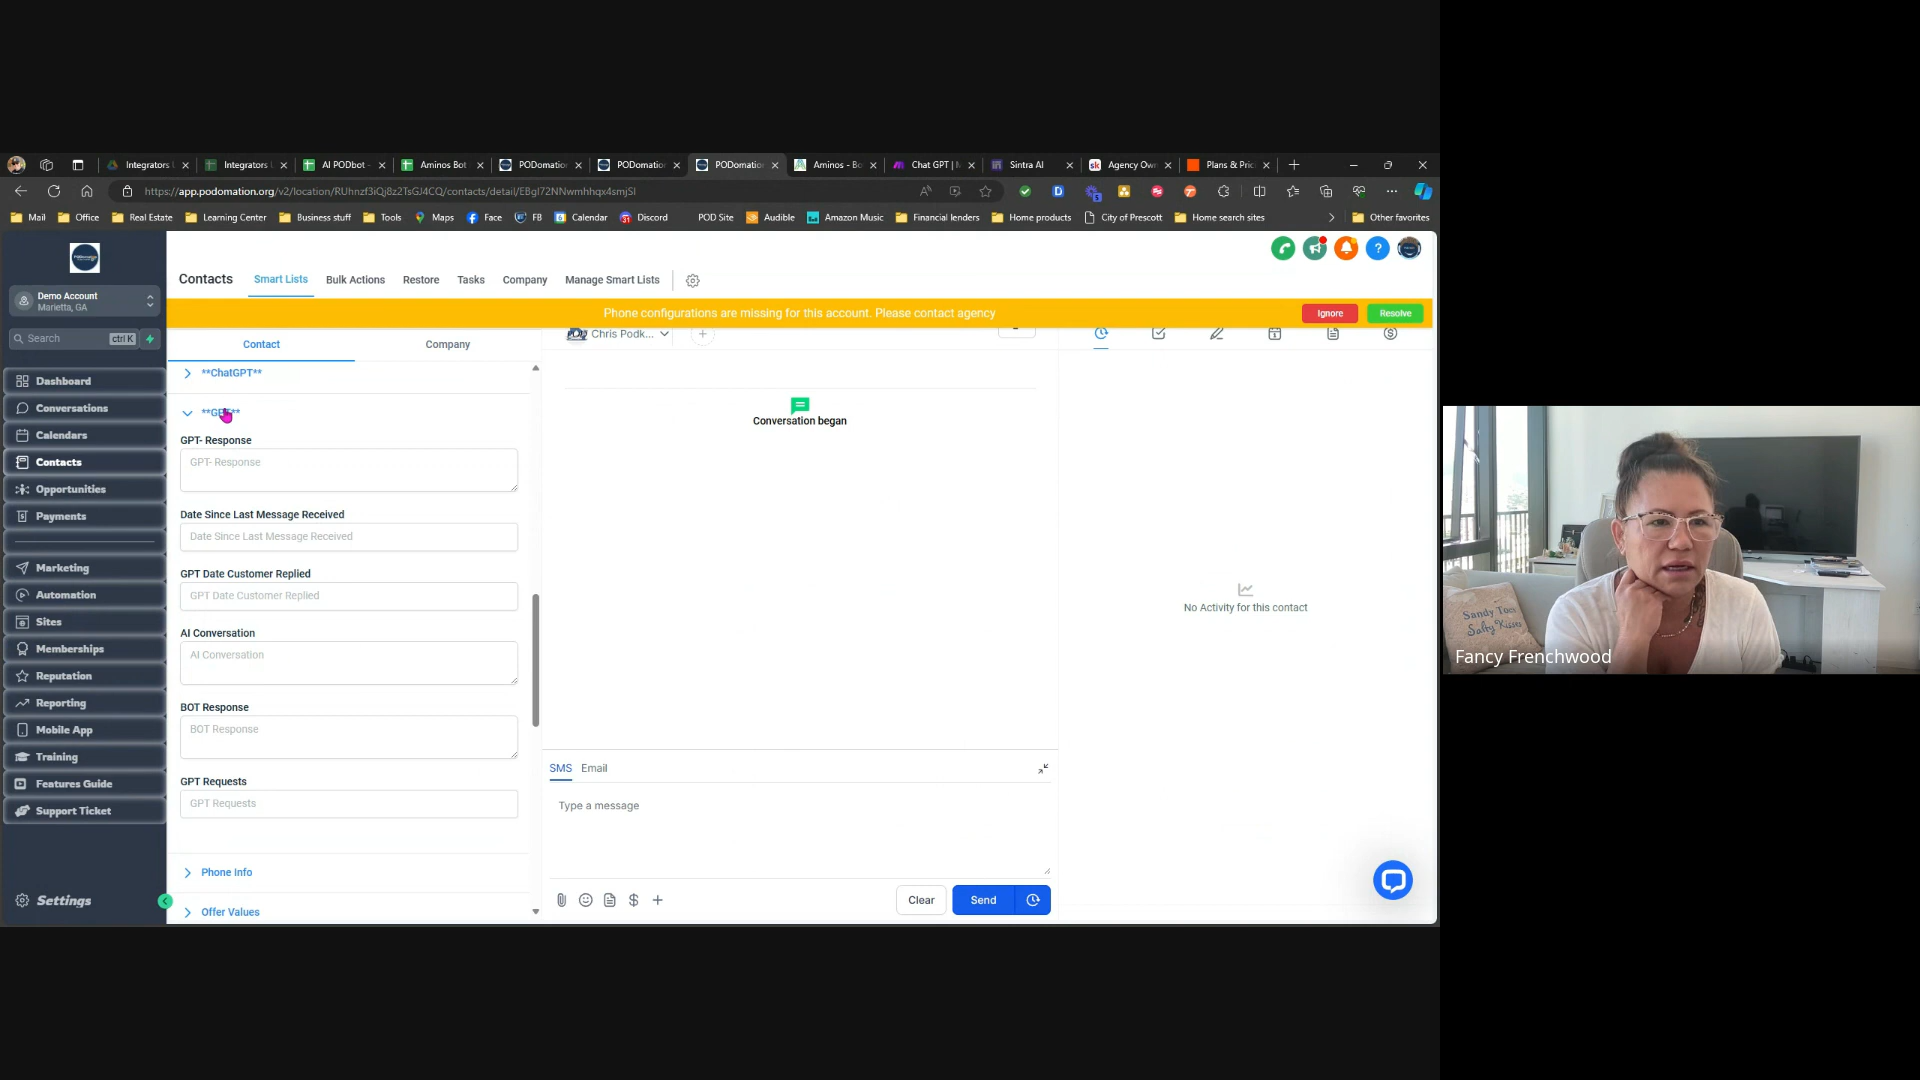 Integrators
Integrators
AI PODbot -
Aminos Bot
PODomation
PODomation
PODomation
Aminos - Bo
Chat GPT |
Sintra AI
Agency Own
Plans & Pric
https://app.podomation.org/v2/location/RUhnzf3iQj8z2TsGJ4CQ/contacts/detail/EBgI72NNwmhhqx4smjSI
Mail
Office
Real Estate
Learning Center
Business stuff
Tools
Maps
Face
FB
Calendar
Discord
POD Site
Audible
Amazon Music
Financial lenders
Home products
City of Prescott
Home search sites
Other favorites
Demo Account
Marietta, GA
Search
ctrl K
Dashboard
Conversations
Calendars
Contacts
Opportunities
Payments
Marketing
Automation
Sites
Memberships
Reputation
Reporting
Mobile App
Training
Features Guide
Support Ticket
Settings
Contacts
Smart Lists
Bulk Actions
Restore
Tasks
Company
Manage Smart Lists
Phone configurations are missing for this account. Please contact agency
Ignore
Resolve
Contact
Company
**ChatGPT**
GPT- Response
GPT- Response
Date Since Last Message Received
Date Since Last Message Received
GPT Date Customer Replied
GPT Date Customer Replied
AI Conversation
AI Conversation
BOT Response
BOT Response
GPT Requests
GPT Requests
Phone Info
Offer Values
Chris Podk...
Conversation began
SMS
Email
Type a message
Clear
Send
No Activity for this contact
Sandy Toes
Salty Kisses
Fancy Frenchwood